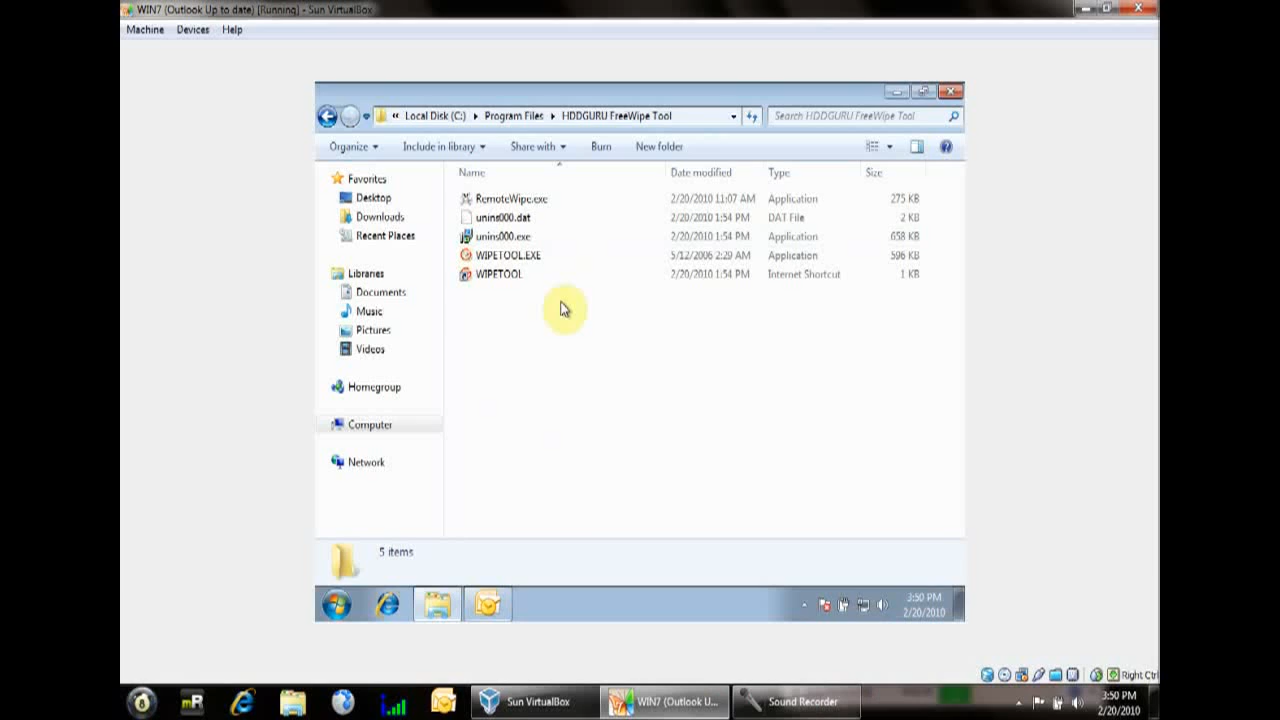 WIN7 (Outlook Up to date) [Running] - Sun VirtualBox
Machine Devices Help
« Local Disk (C:) Program Files HDDGURU FreeWipe Tool Search HDDGURU FreeWipe Tool
Organize Include in library Share with Burn New folder
Name Date modified Type Size
Favorites
Desktop
Downloads
Recent Places
Libraries
Documents
Music
Pictures
Videos
Homegroup
Computer
Network
RemoteWipe.exe 2/20/2010 11:07 AM Application 275 KB
unins000.dat 2/20/2010 1:54 PM DAT File 2 KB
unins000.exe 2/20/2010 1:54 PM Application 658 KB
WIPETOOL.EXE 5/12/2006 2:29 AM Application 596 KB
WIPETOOL 2/20/2010 1:54 PM Internet Shortcut 1 KB
5 items
3:50 PM
2/20/2010
Right Ctrl
8 mR Sun VirtualBox WIN7 (Outlook U... Sound Recorder
3:50 PM
2/20/2010